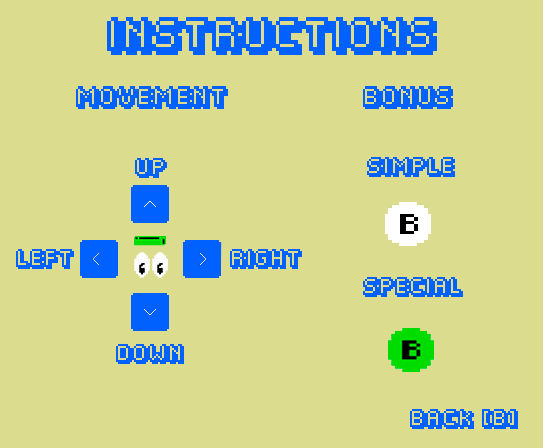 INSTRUCTIONS
MOVEMENT
BONUS
UP
LEFT
RIGHT
DOWN
SIMPLE
B
SPECIAL
B
BACK [B]